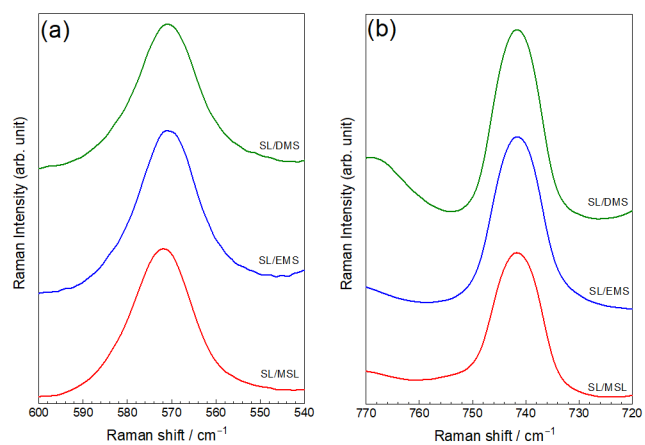 (a)
Raman Intensity (arb. unit)
SL/DMS
SL/EMS
SL/MSL
600 590 580 570 560 550 540
Raman shift / cm⁻¹
(b)
Raman Intensity (arb. unit)
SL/DMS
SL/EMS
SL/MSL
770 760 750 740 730 720
Raman shift / cm⁻¹